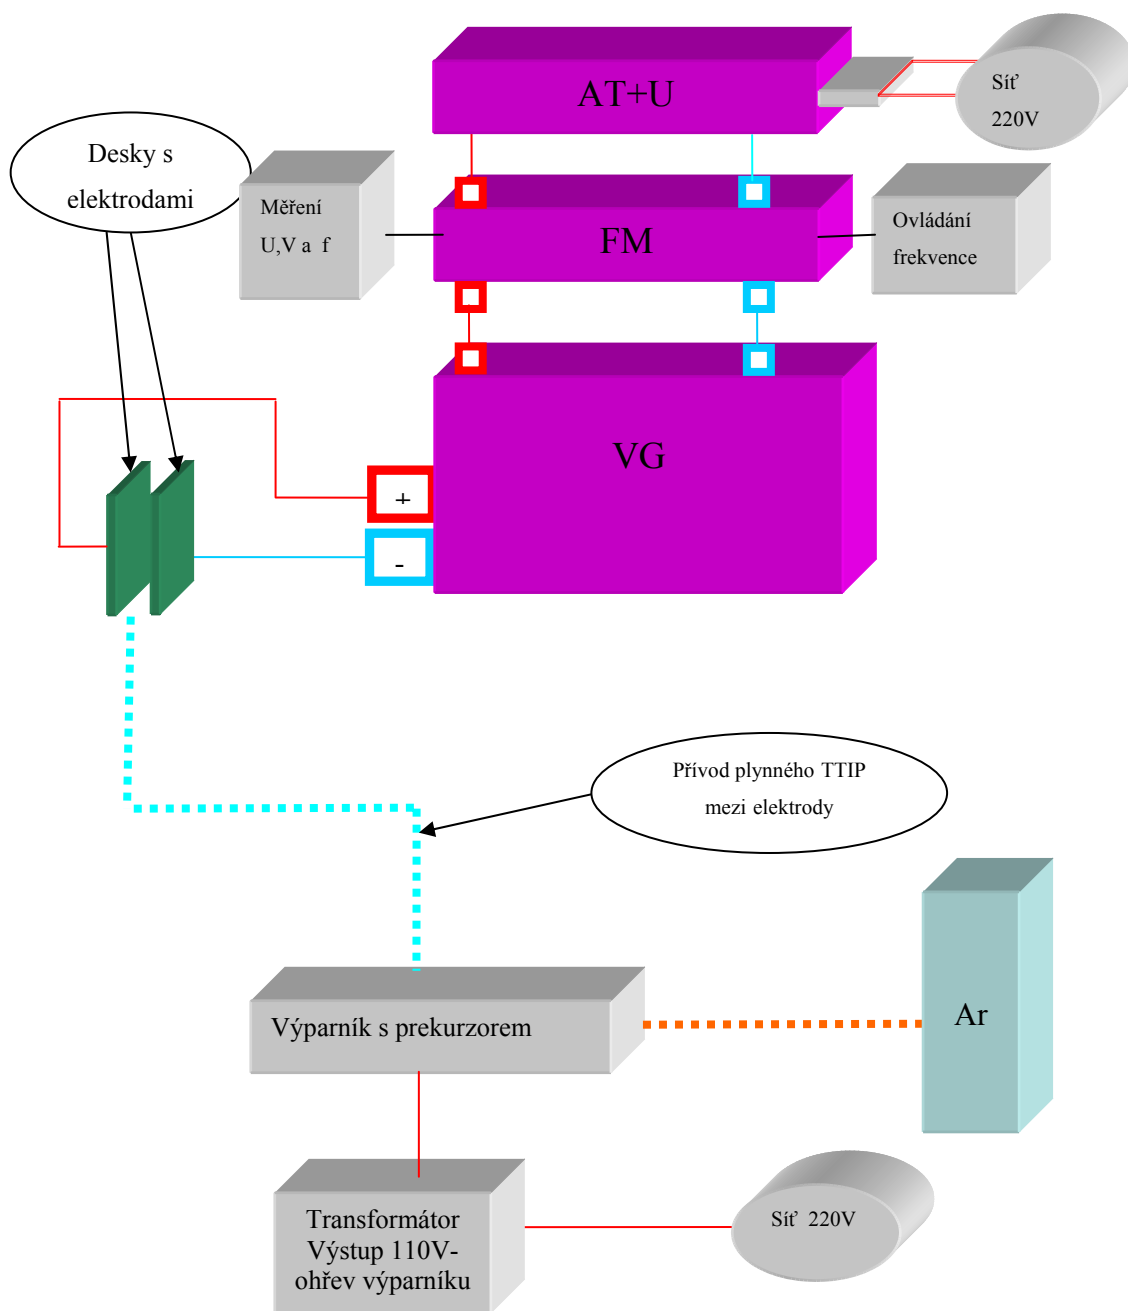 AT+U
Síť
220V
Desky s
elektrodami
Měření
U,V a f
FM
Ovládání
frekvence
VG
+
-
Přívod plynného TTIP
mezi elektrody
Ar
Výparník s prekurzorem
Transformátor
Výstup 110V-
ohřev výparníku
Síť 220V